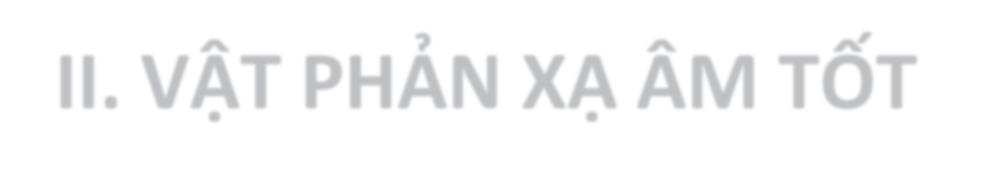 II. VẬT PHẢN XẠ ÂM TỐT